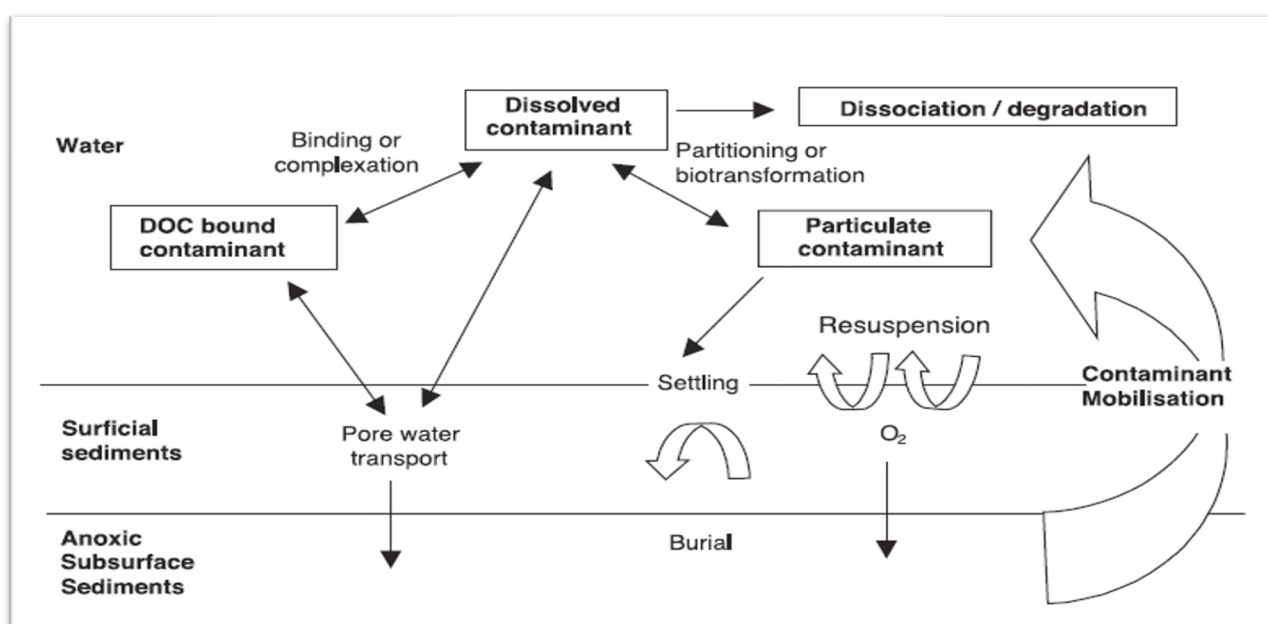 Water
Dissolved
contaminant
Dissociation / degradation
Binding or
complexation
Partitioning or
biotransformation
DOC bound
contaminant
Particulate
contaminant
Resuspension
Settling
Contaminant
Mobilisation
Surficial
sediments
Pore water
transport
O₂
Anoxic
Subsurface
Sediments
Burial